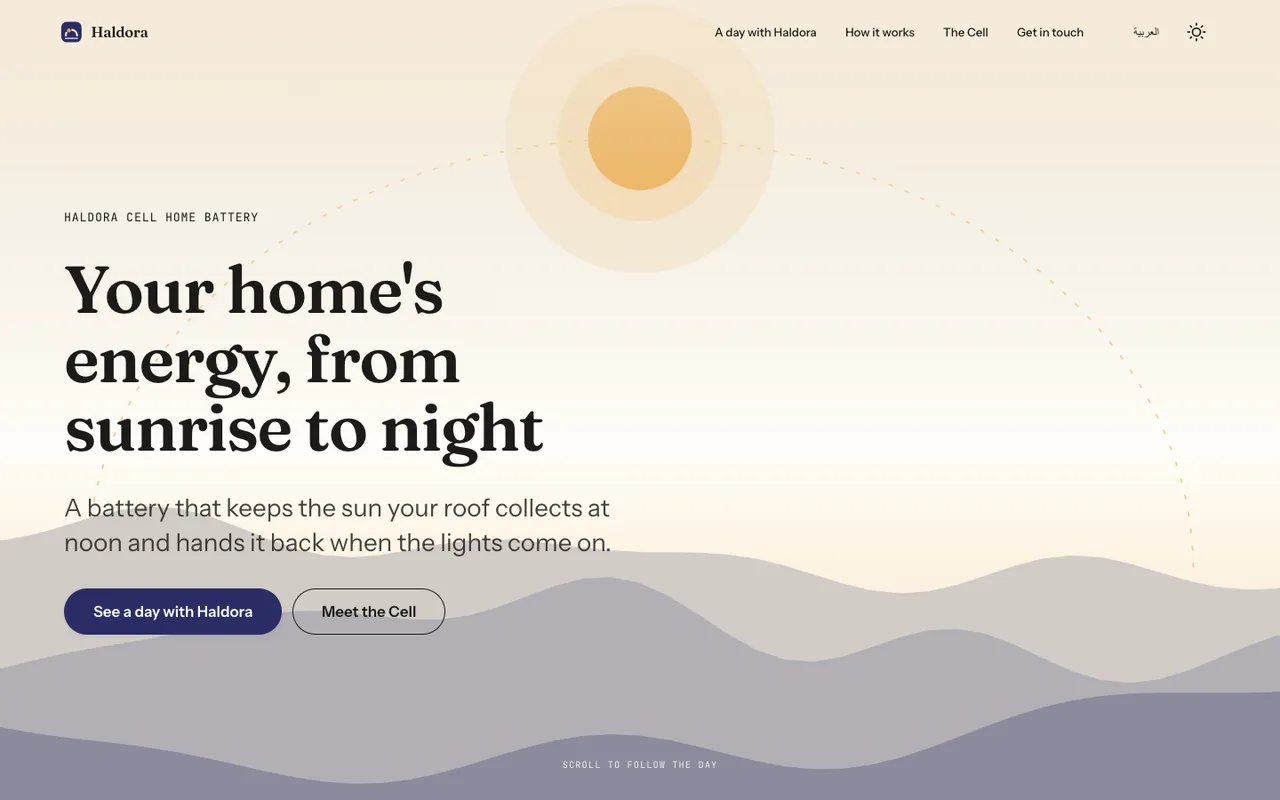 Haldora
A day with Haldora
How it works
The Cell
Get in touch
العربية
HALDORA CELL HOME BATTERY
Your home's
energy, from
sunrise to night
A battery that keeps the sun your roof collects at
noon and hands it back when the lights come on.
See a day with Haldora
Meet the Cell
SCROLL TO FOLLOW THE DAY